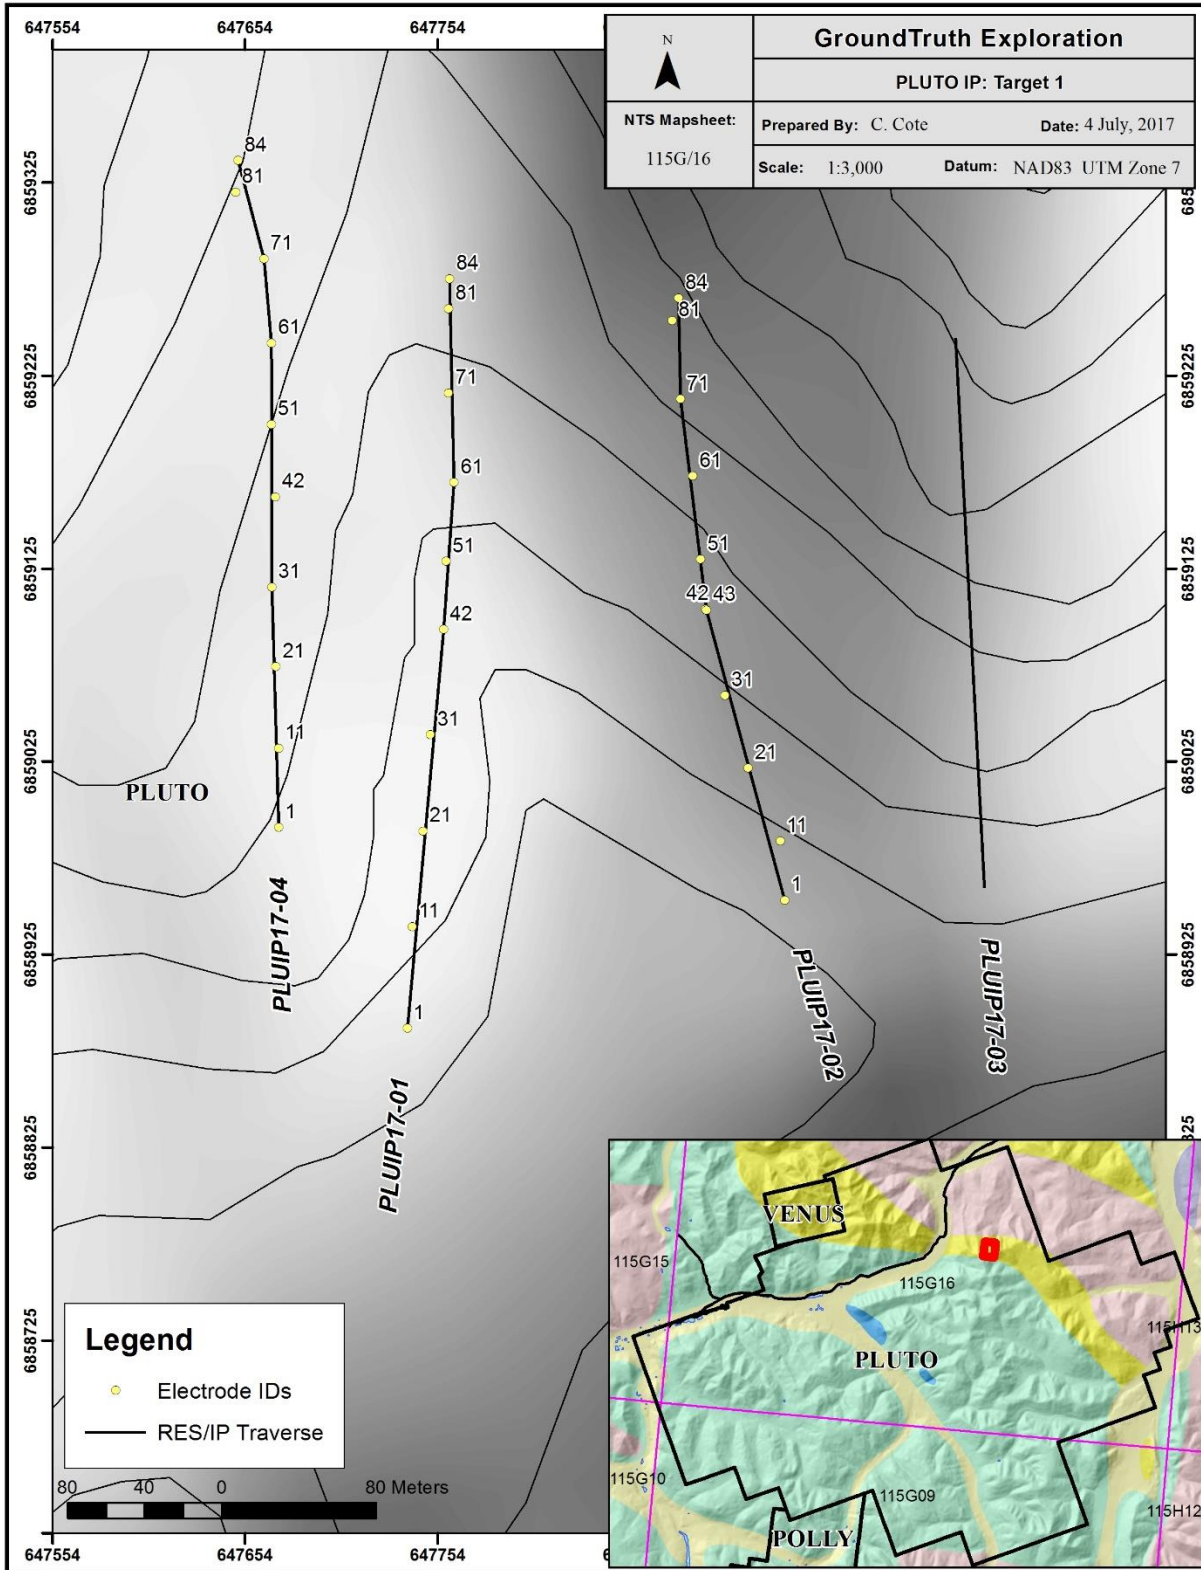 647554
647654
647754
N
GroundTruth Exploration
PLUTO IP: Target 1
NTS Mapsheet:
115G/16
Prepared By: C. Cote
Date: 4 July, 2017
Scale: 1:3,000
Datum: NAD83 UTM Zone 7
6859325
6859225
6859225
6859125
6859125
6859025
6859025
6858925
6858925
6858825
6858725
84
81
71
61
51
42
31
21
11
1
PLUIP17-04
84
81
71
61
51
42
31
21
11
1
PLUIP17-01
84
81
71
61
51
42 43
31
21
11
1
PLUIP17-02
PLUIP17-03
PLUTO
VENUS
115G15
115G16
115H13
PLUTO
115G10
115G09
115H12
POLLY
Legend
Electrode IDs
RES/IP Traverse
80 40 0 80 Meters
647554
647654
647754